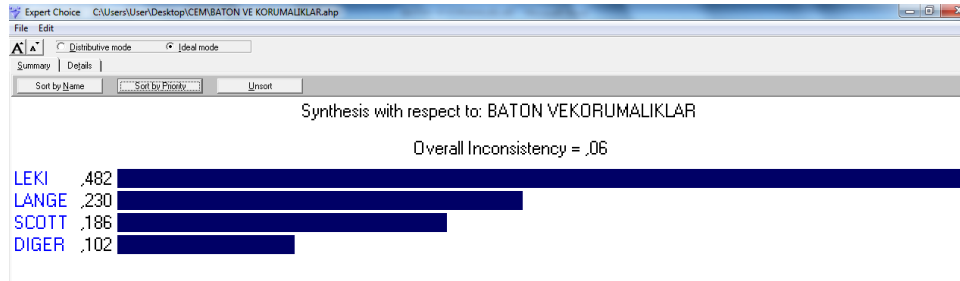 Expert Choice C:\Users\User\Desktop\CEM\BATON VE KORUMALIKLAR.ahp
File Edit
A A Distributive mode Ideal mode
Summary Details
Sort by Name Sort by Priority Unsort
Synthesis with respect to: BATON VEKORUMALIKLAR
Overall Inconsistency = ,06
LEKI ,482
LANGE ,230
SCOTT ,186
DIGER ,102